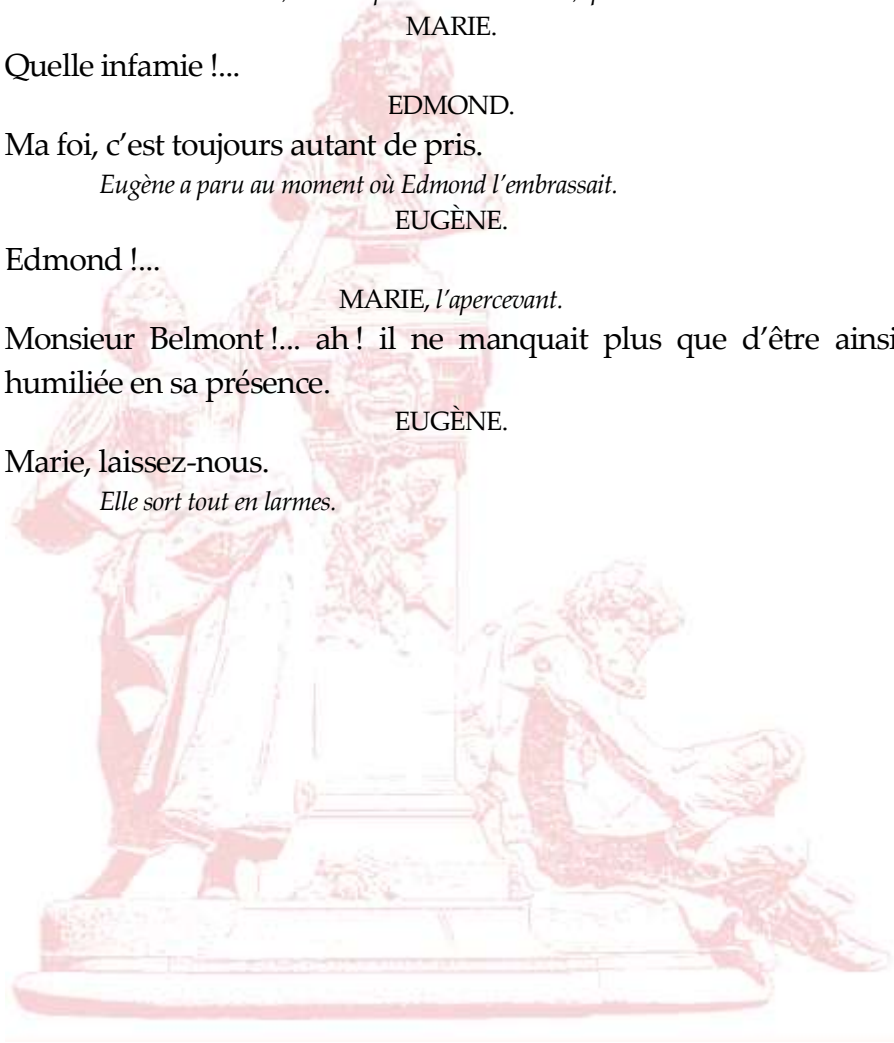 MARIE.
Quelle infamie !...
EDMOND.
Ma foi, c’est toujours autant de pris.
Eugène a paru au moment où Edmond l’embrassait.
EUGÈNE.
Edmond !...
MARIE, l’apercevant.
Monsieur Belmont !... ah ! il ne manquait plus que d’être ainsi
humiliée en sa présence.
EUGÈNE.
Marie, laissez-nous.
Elle sort tout en larmes.